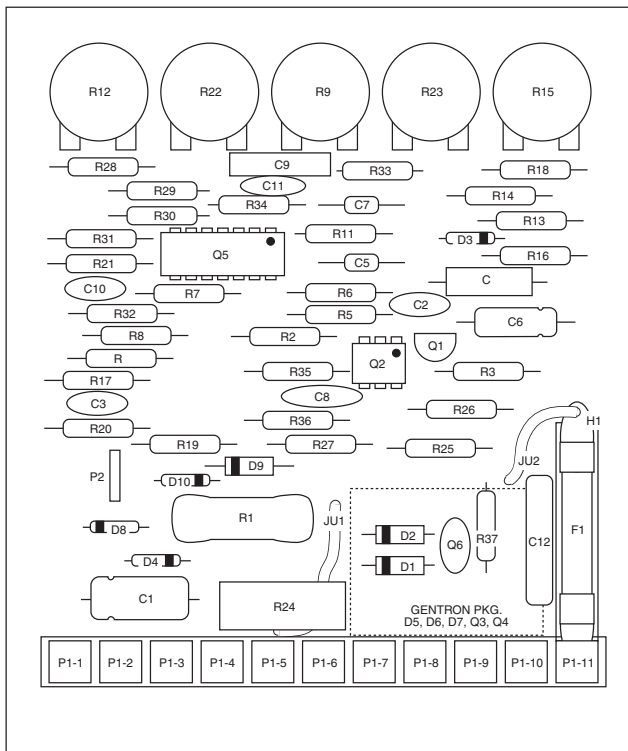 R12 R22 R9 R23 R15
R28 C9 R33 R18
R29 C11 R14
R30 R34 C7 R13
R31 Q5 R11 D3
R21 C5 R16
C10 R7 R6 C2 C
R32 R5 C6
R8 R2 Q1
R Q2
R17 R35 R3
C3 C8
R20 R36 R26 H1
R19 R27 R25
P2 D9 JU2
D10
D8 R1 JU1 D2 Q6 R37 C12 F1
D4 D1
C1 R24
GENTRON PKG.
D5, D6, D7, Q3, Q4
P1-1 P1-2 P1-3 P1-4 P1-5 P1-6 P1-7 P1-8 P1-9 P1-10 P1-11